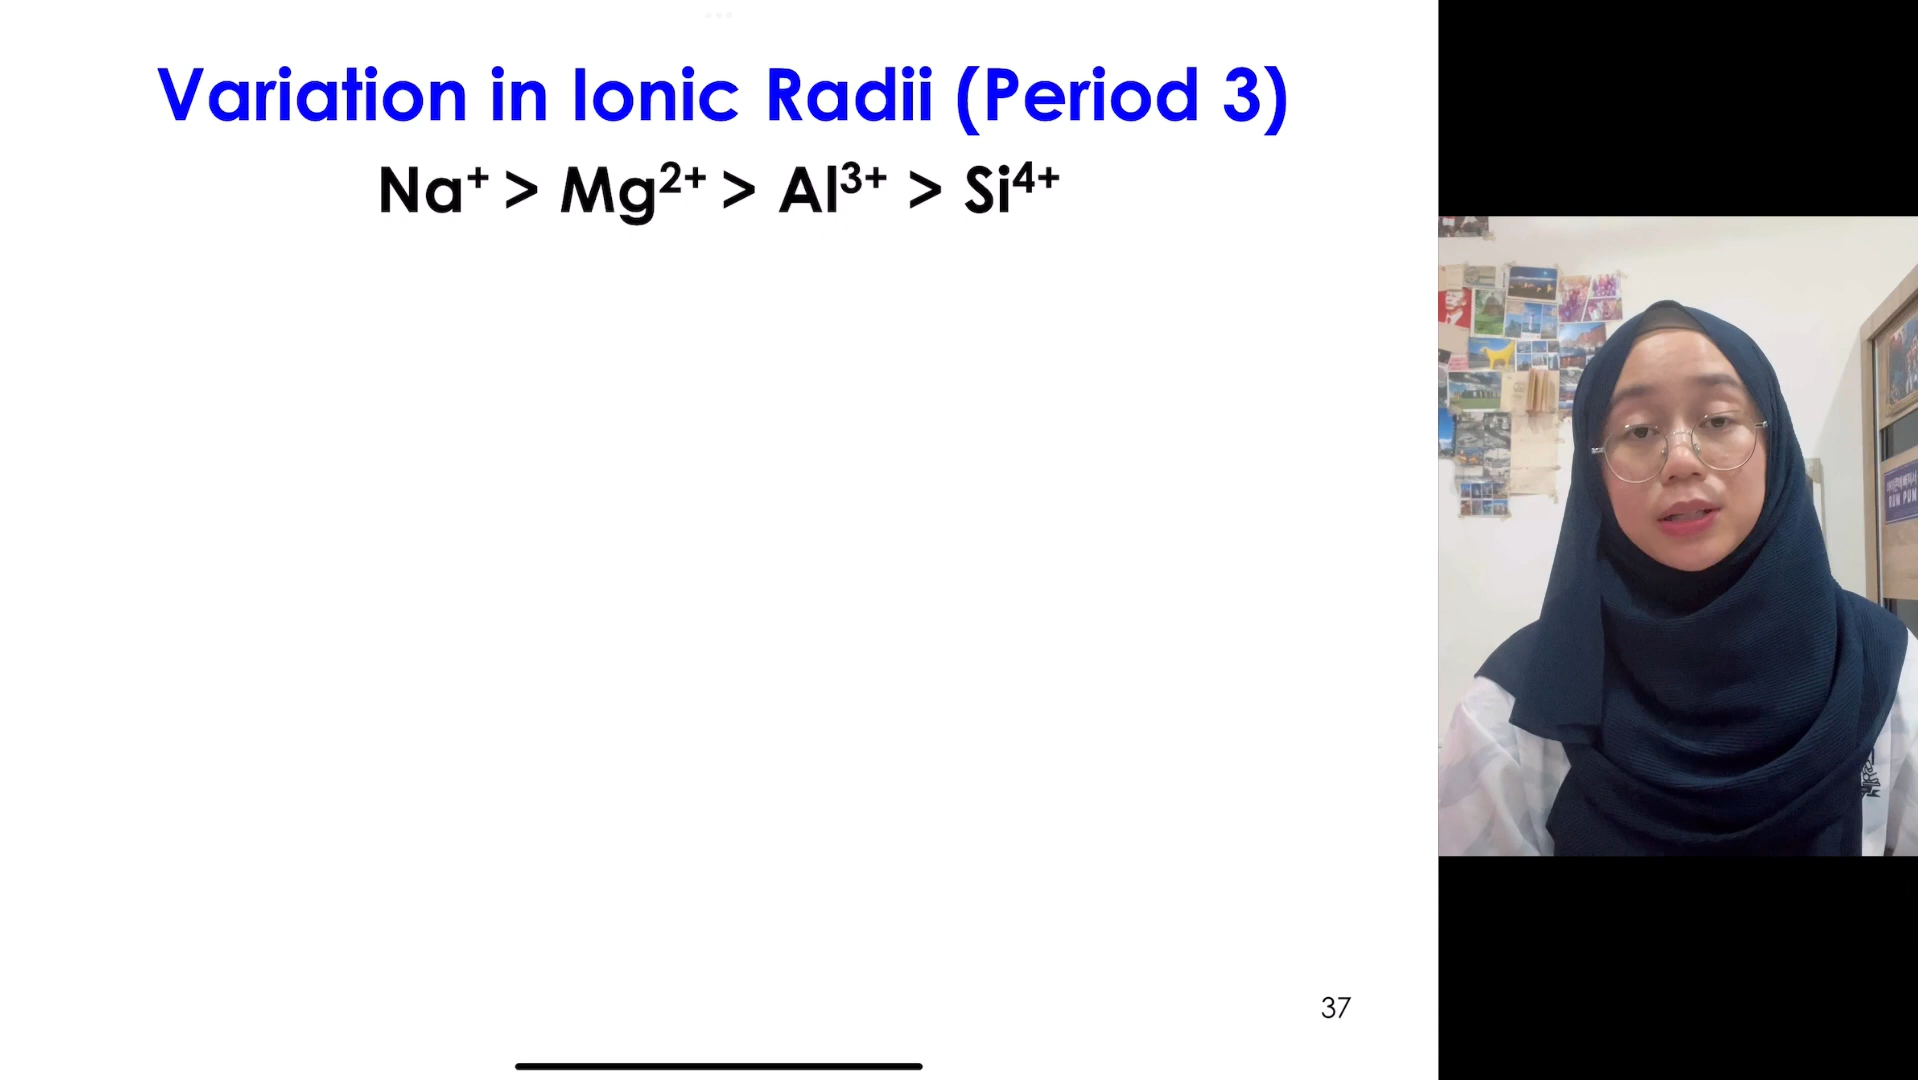 Variation in Ionic Radii (Period 3)
Na⁺ > Mg²⁺ > Al³⁺ > Si⁴⁺
37